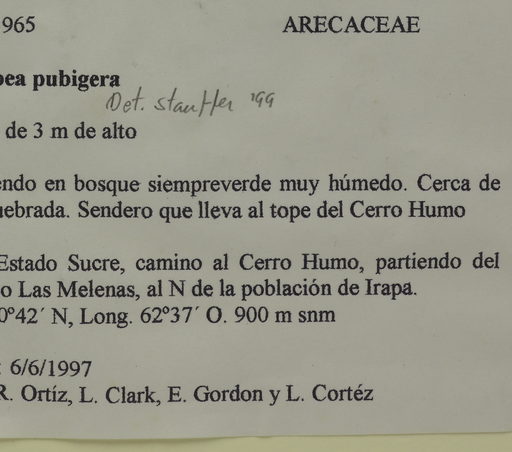 965 ARECACEAE
pea pubigera
Det. Stauffer '99
de 3 m de alto
endo en bosque siempreverde muy húmedo. Cerca de
uebrada. Sendero que lleva al tope del Cerro Humo
Estado Sucre, camino al Cerro Humo, partiendo del
o Las Melenas, al N de la población de Irapa.
0°42´ N, Long. 62°37´ O. 900 m snm
: 6/6/1997
R. Ortíz, L. Clark, E. Gordon y L. Cortéz